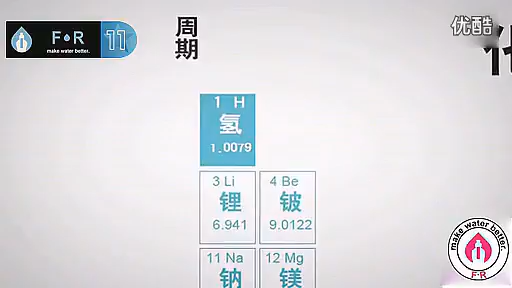 F R
make water better.
11
周
期
优酷
1 H
氢
1.0079
3 Li
锂
6.941
4 Be
铍
9.0122
11 Na
钠
12 Mg
镁
make water better.
F·R